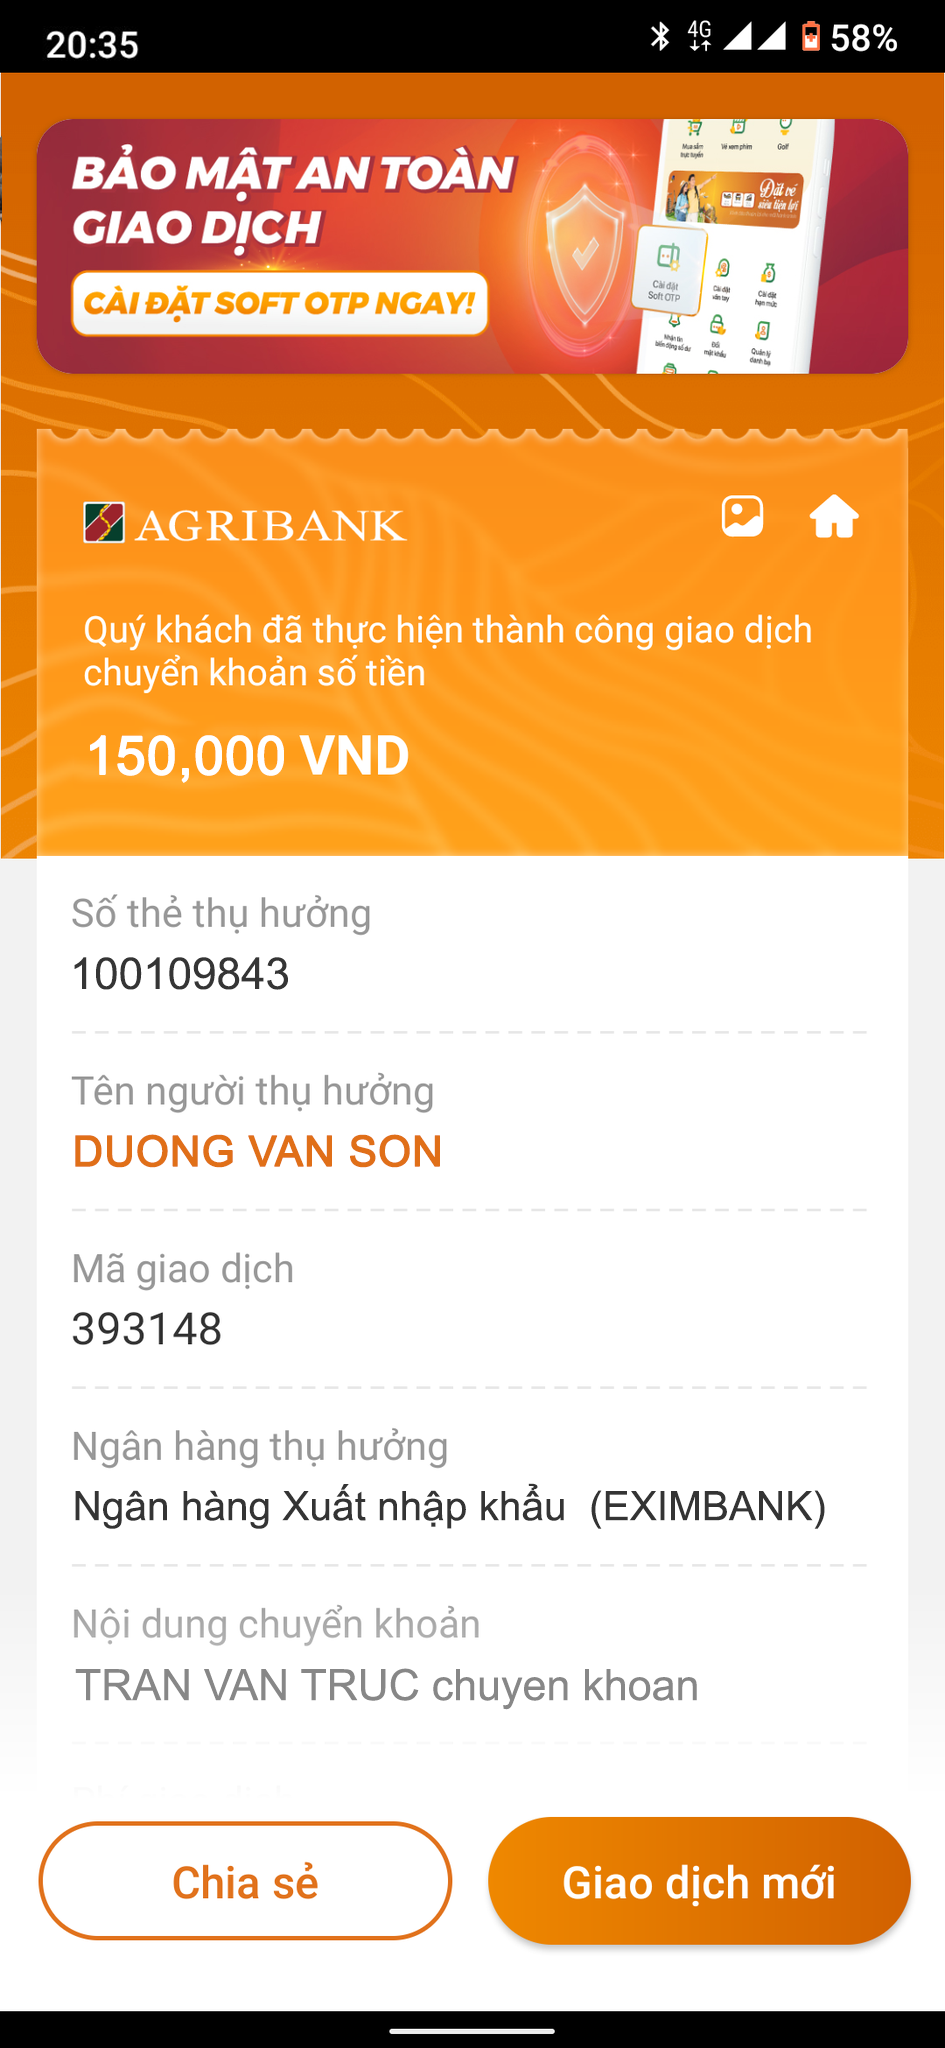 20:35
4G
58%
BẢO MẬT AN TOÀN
GIAO DỊCH
CÀI ĐẶT SOFT OTP NGAY!
Mua sắm
trực tuyến
Vé xem phim
Golf
Đặt vé
siêu tiện lợi
Cài đặt
Soft OTP
Cài đặt
vân tay
Cài đặt
hạn mức
Nhận tin
biến động số dư
Đổi
mật khẩu
Quản lý
danh bạ
AGRIBANK
Quý khách đã thực hiện thành công giao dịch
chuyển khoản số tiền
150,000 VND
Số thẻ thụ hưởng
100109843
Tên người thụ hưởng
DUONG VAN SON
Mã giao dịch
393148
Ngân hàng thụ hưởng
Ngân hàng Xuất nhập khẩu (EXIMBANK)
Nội dung chuyển khoản
TRAN VAN TRUC chuyen khoan
Chia sẻ
Giao dịch mới